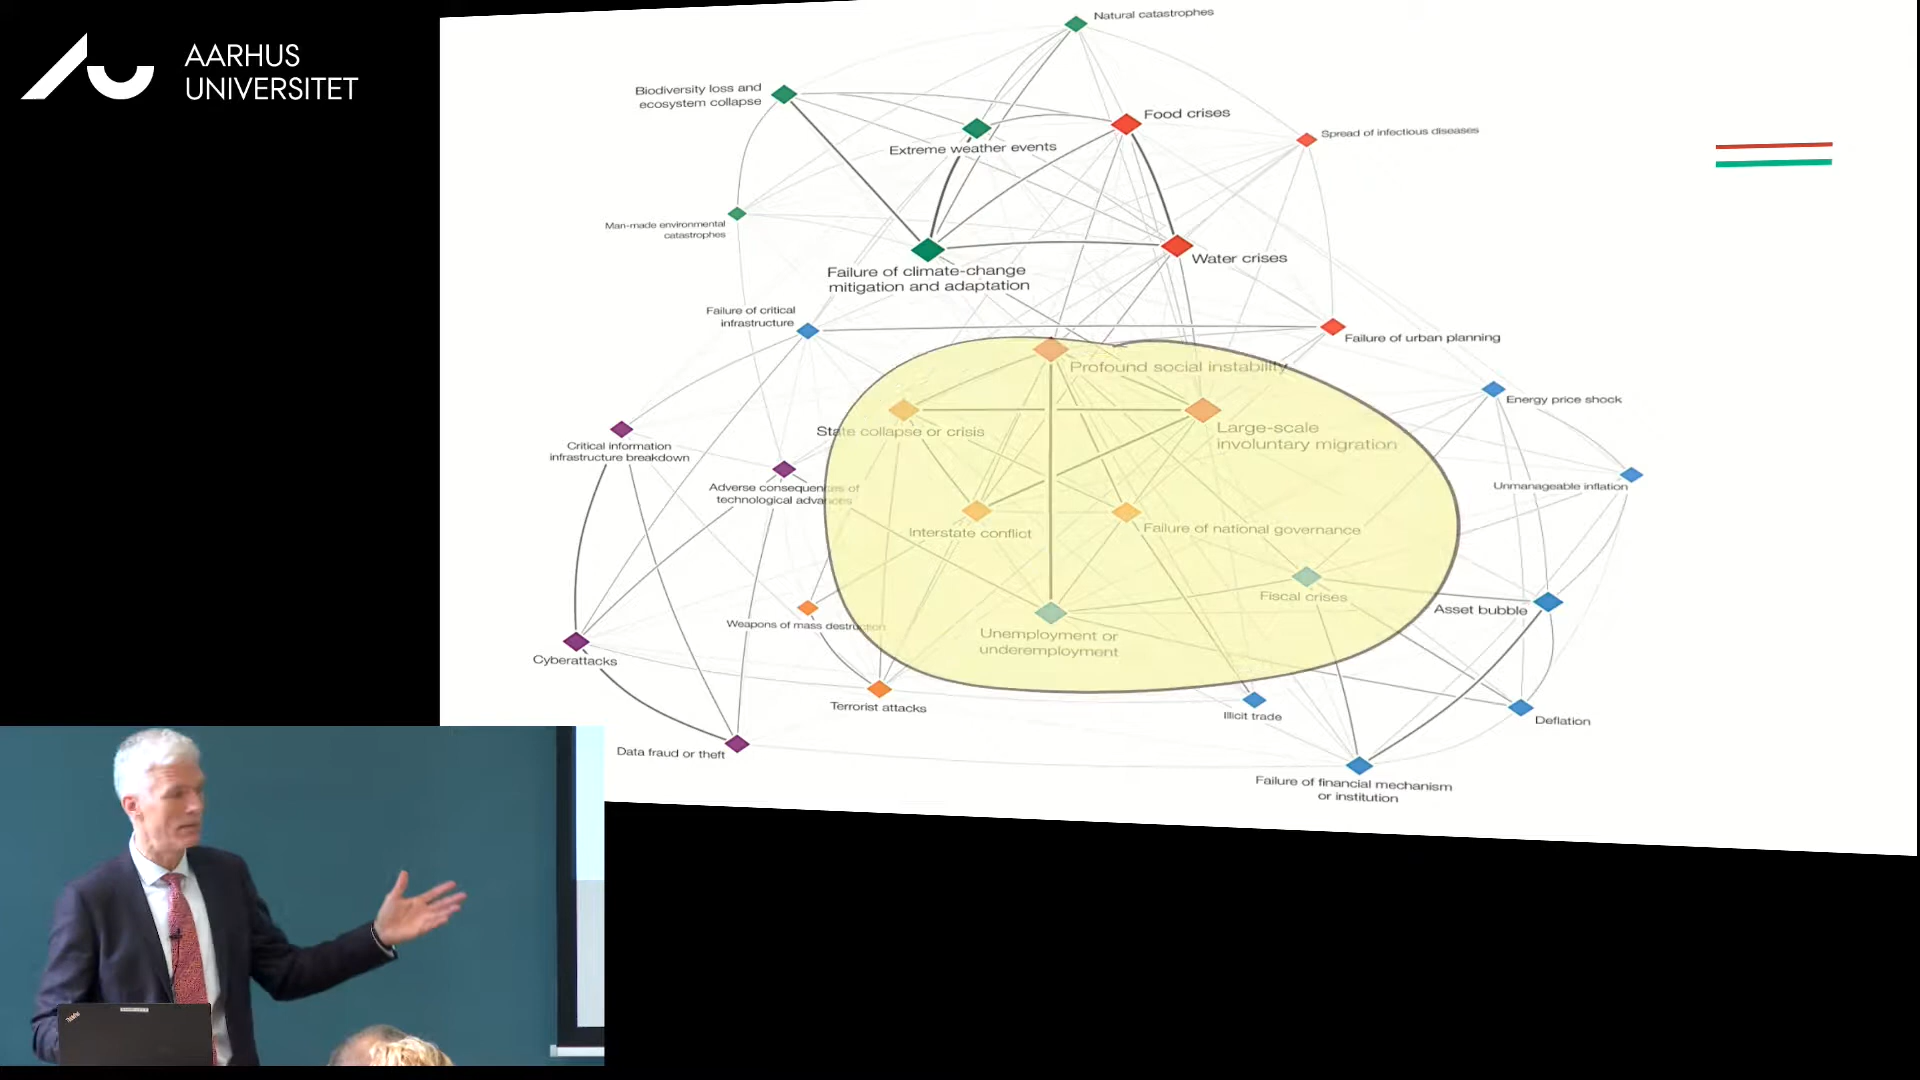 AARHUS
UNIVERSITET
Natural catastrophes
Biodiversity loss and
ecosystem collapse
Food crises
Spread of infectious diseases
Extreme weather events
Man-made environmental
catastrophes
Water crises
Failure of climate-change
mitigation and adaptation
Failure of critical
infrastructure
Failure of urban planning
Profound social instability
Energy price shock
State collapse or crisis
Large-scale
involuntary migration
Critical information
infrastructure breakdown
Adverse consequences of
technological advances
Unmanageable inflation
Interstate conflict
Failure of national governance
Fiscal crises
Asset bubble
Weapons of mass destruction
Unemployment or
underemployment
Cyberattacks
Terrorist attacks
Illicit trade
Deflation
Data fraud or theft
Failure of financial mechanism
or institution
ThinkPad